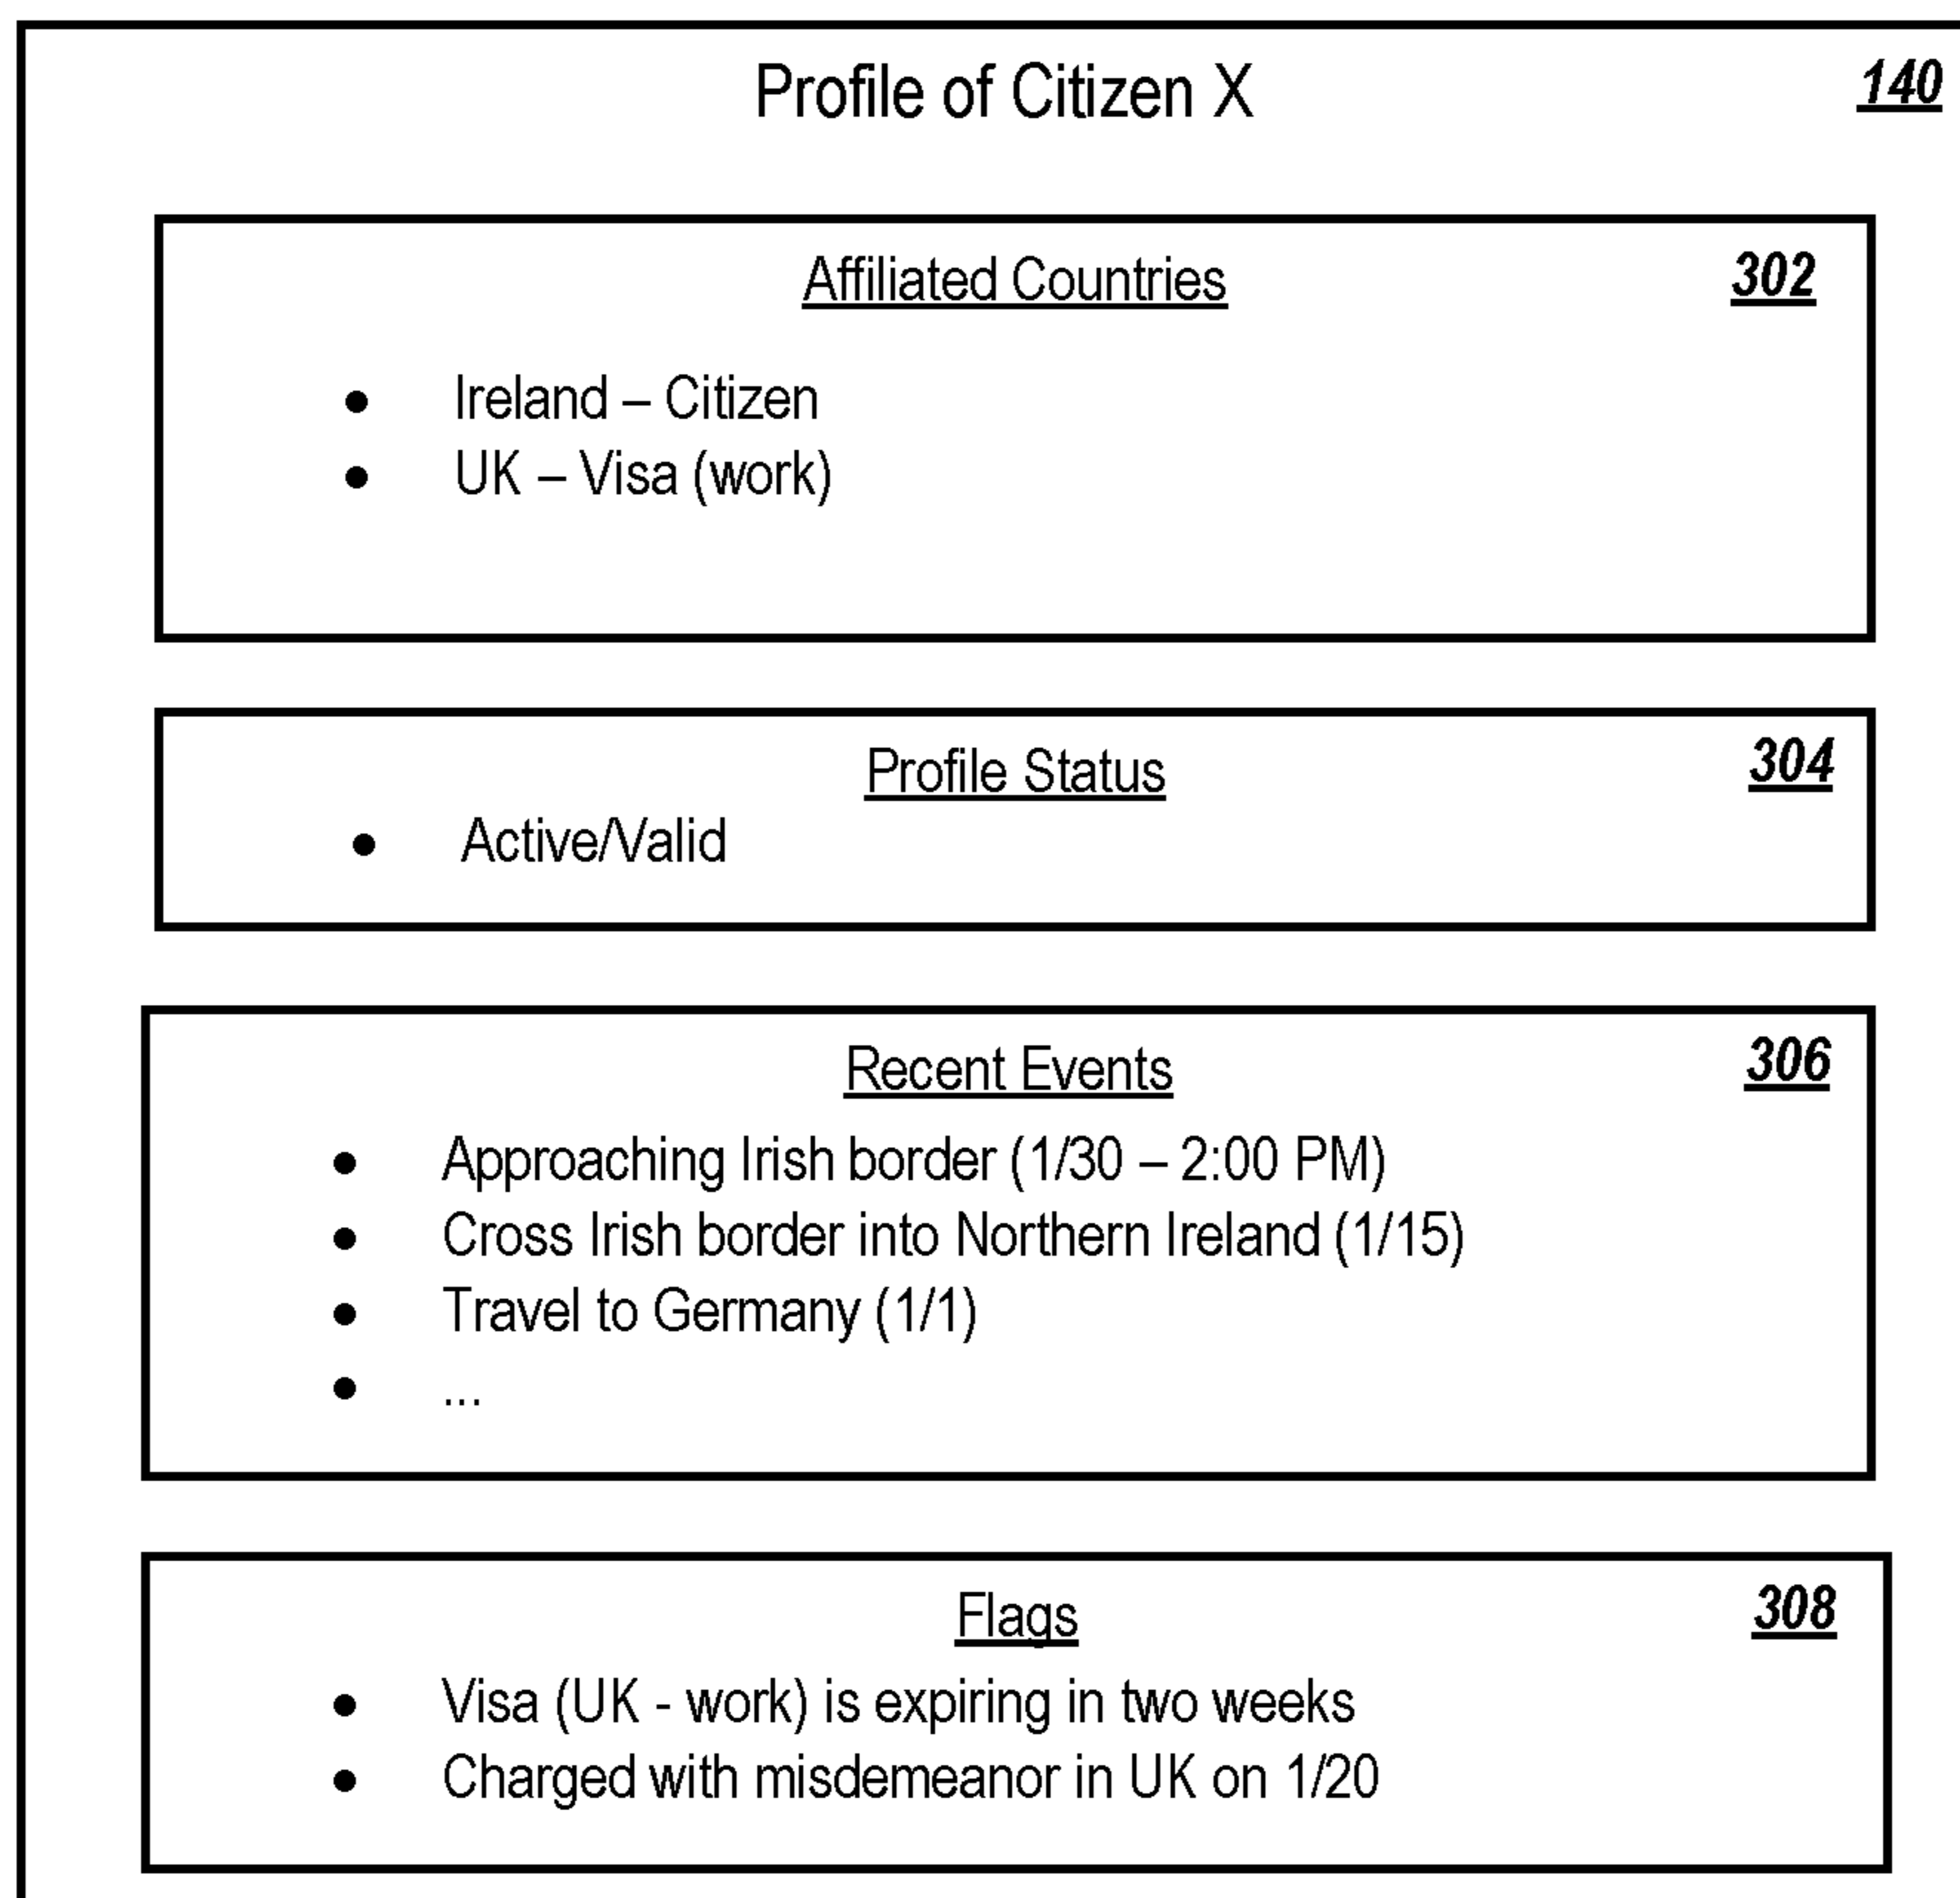 Profile of Citizen X 140
Affiliated Countries 302
● Ireland – Citizen
● UK – Visa (work)
Profile Status 304
● Active/Valid
Recent Events 306
● Approaching Irish border (1/30 – 2:00 PM)
● Cross Irish border into Northern Ireland (1/15)
● Travel to Germany (1/1)
● ...
Flags 308
● Visa (UK - work) is expiring in two weeks
● Charged with misdemeanor in UK on 1/20